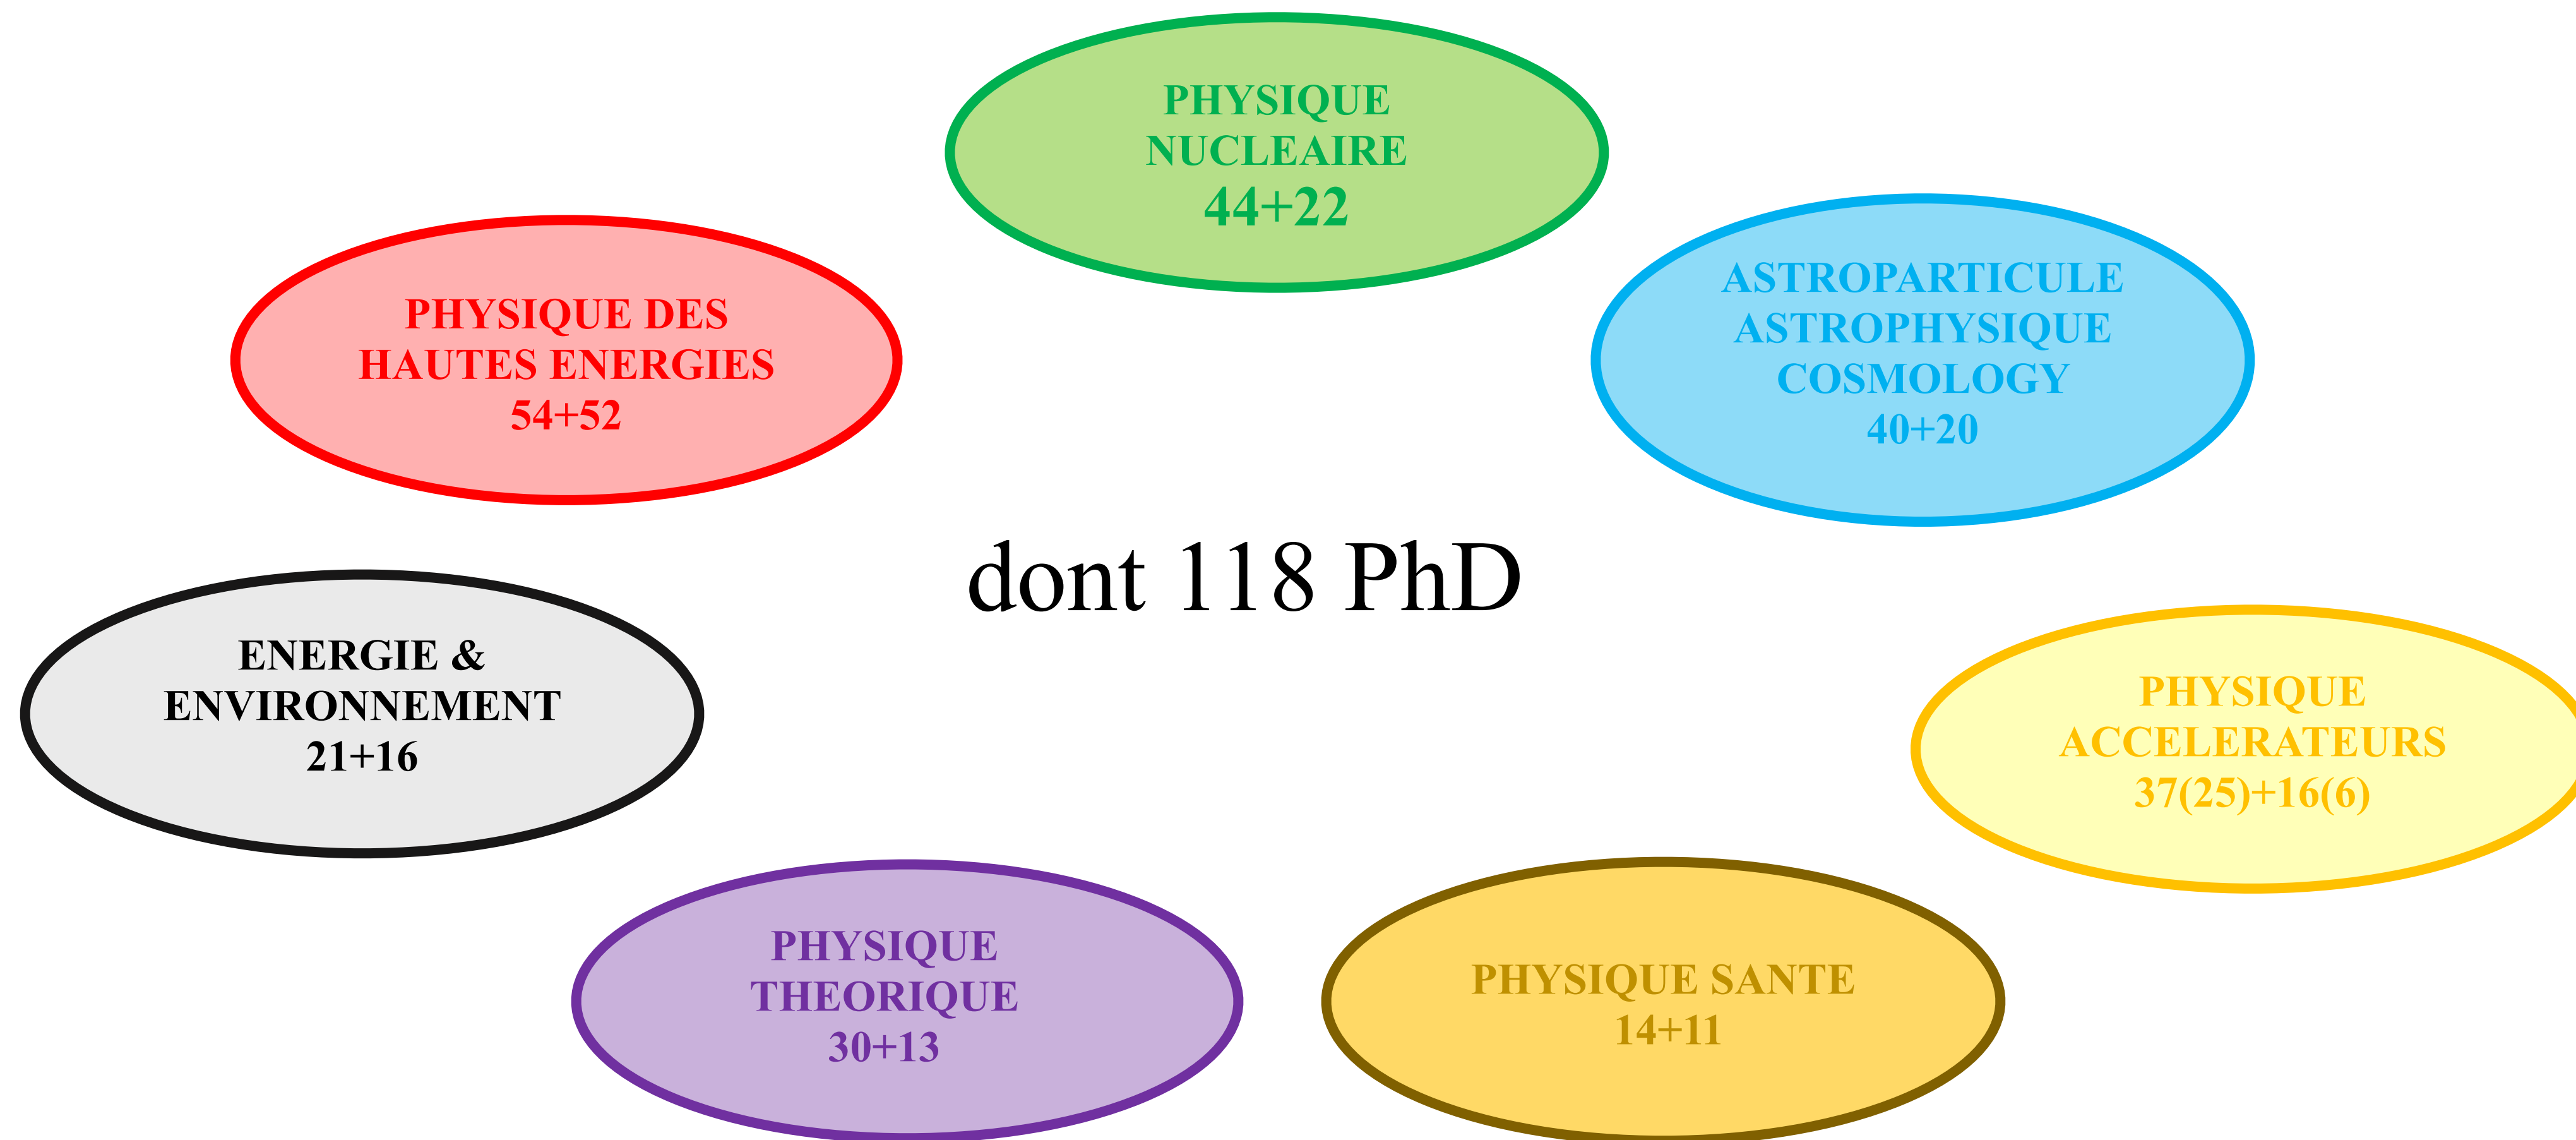 PHYSIQUE
NUCLEAIRE
44+22
PHYSIQUE DES
HAUTES ENERGIES
54+52
ASTROPARTICULE
ASTROPHYSIQUE
COSMOLOGY
40+20
dont 118 PhD
ENERGIE &
ENVIRONNEMENT
21+16
PHYSIQUE
ACCELERATEURS
37(25)+16(6)
PHYSIQUE
THEORIQUE
30+13
PHYSIQUE SANTE
14+11